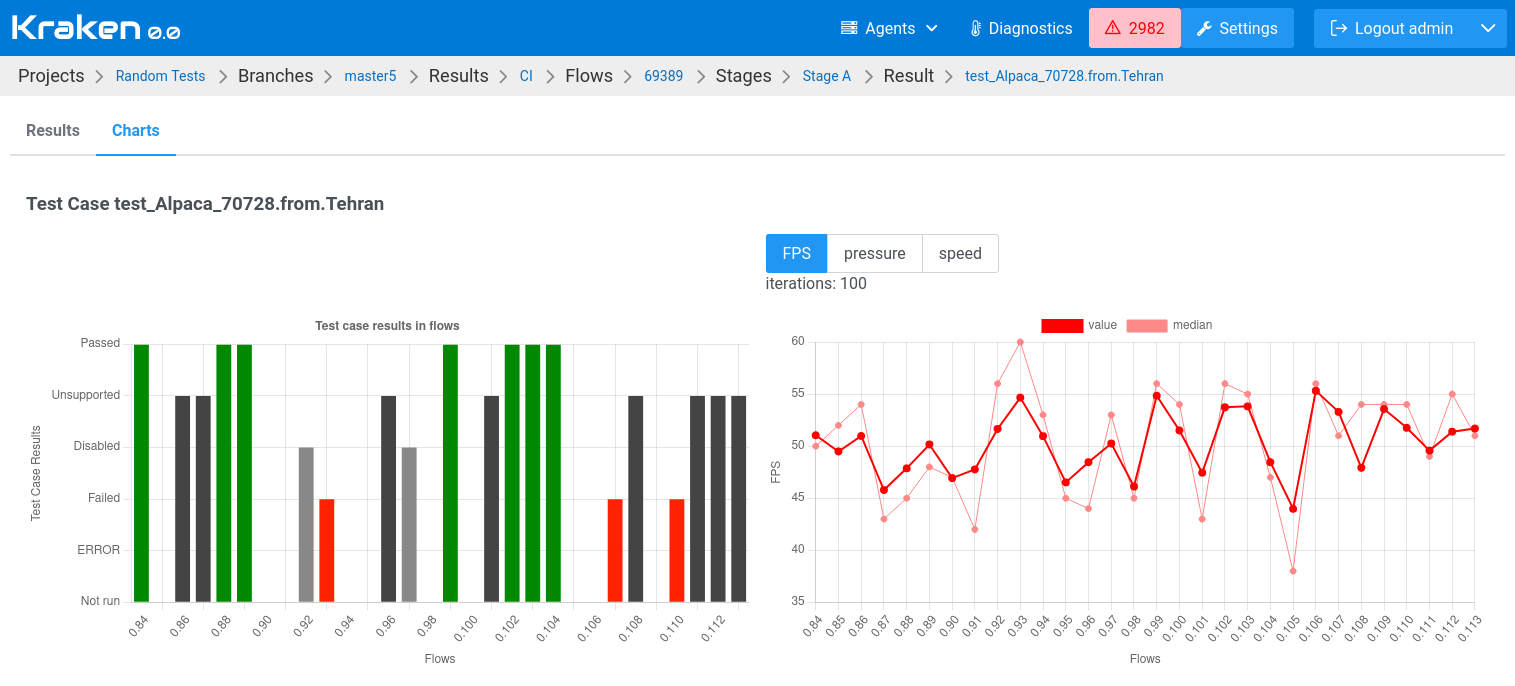 Kraken 0.0
Agents Diagnostics 2982 Settings Logout admin
Projects > Random Tests > Branches > master5 > Results > CI > Flows > 69389 > Stages > Stage A > Result > test_Alpaca_70728.from.Tehran
Results Charts
Test Case test_Alpaca_70728.from.Tehran
FPS pressure speed
iterations: 100
Test case results in flows
Passed
Unsupported
Disabled
Failed
ERROR
Not run
Test Case Results
0.84 0.86 0.88 0.90 0.92 0.94 0.96 0.98 0.100 0.102 0.104 0.106 0.108 0.110 0.112
Flows
value median
60
55
50
45
40
35
FPS
0.84 0.85 0.86 0.87 0.88 0.89 0.90 0.91 0.92 0.93 0.94 0.95 0.96 0.97 0.98 0.99 0.100 0.101 0.102 0.103 0.104 0.105 0.106 0.107 0.108 0.109 0.110 0.111 0.112 0.113
Flows